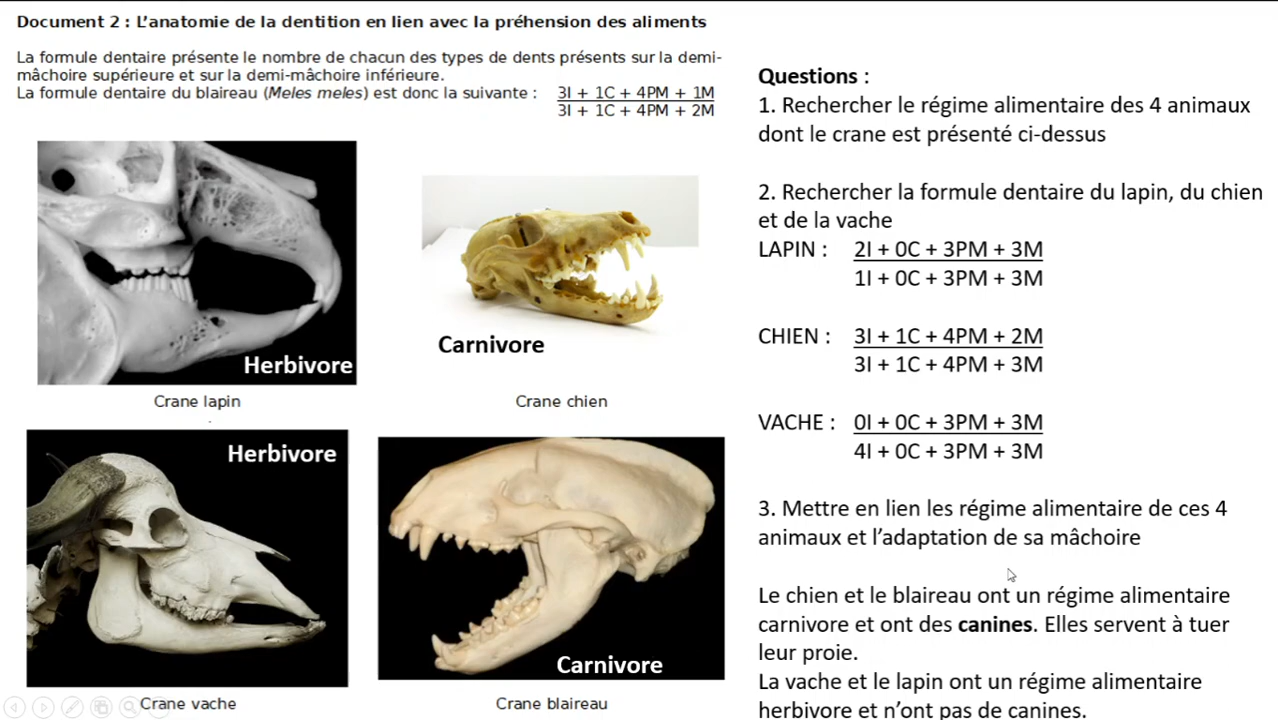 Document 2 : L’anatomie de la dentition en lien avec la préhension des aliments
La formule dentaire présente le nombre de chacun des types de dents présents sur la demi-
mâchoire supérieure et sur la demi-mâchoire inférieure.
La formule dentaire du blaireau (Meles meles) est donc la suivante :
3I + 1C + 4PM + 1M
3I + 1C + 4PM + 2M
Herbivore
Crane lapin
Carnivore
Crane chien
Herbivore
Crane vache
Carnivore
Crane blaireau
Questions :
1. Rechercher le régime alimentaire des 4 animaux
dont le crane est présenté ci-dessus
2. Rechercher la formule dentaire du lapin, du chien
et de la vache
LAPIN : 2I + 0C + 3PM + 3M
1I + 0C + 3PM + 3M
CHIEN : 3I + 1C + 4PM + 2M
3I + 1C + 4PM + 3M
VACHE : 0I + 0C + 3PM + 3M
4I + 0C + 3PM + 3M
3. Mettre en lien les régime alimentaire de ces 4
animaux et l’adaptation de sa mâchoire
Le chien et le blaireau ont un régime alimentaire
carnivore et ont des canines. Elles servent à tuer
leur proie.
La vache et le lapin ont un régime alimentaire
herbivore et n’ont pas de canines.